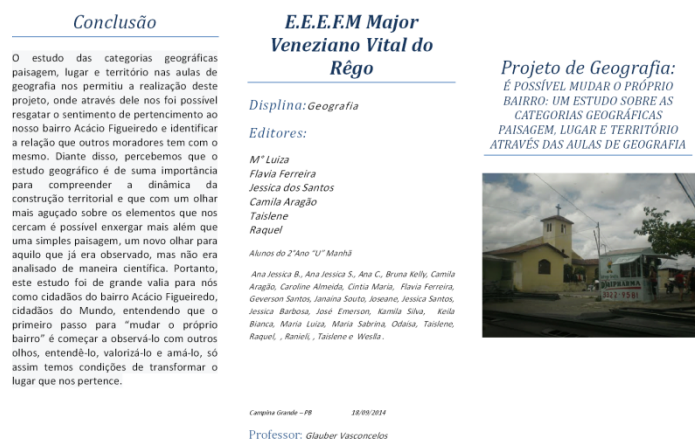 Conclusão
O estudo das categorias geográficas
paisagem, lugar e território nas aulas de
geografia nos permitiu a realização deste
projeto, onde através dele nos foi possível
resgatar o sentimento de pertencimento ao
nosso bairro Acácio Figueiredo e identificar
a relação que outros moradores tem com o
mesmo. Diante disso, percebemos que o
estudo geográfico é de suma importância
para compreender a dinâmica da
construção territorial e que com um olhar
mais aguçado sobre os elementos que nos
cercam é possível enxergar mais além que
uma simples paisagem, um novo olhar para
aquilo que já era observado, mas não era
analisado de maneira científica. Portanto,
este estudo foi de grande valia para nós
como cidadãos do bairro Acácio Figueiredo,
cidadãos do Mundo, entendendo que o
primeiro passo para “mudar o próprio
bairro” é começar a observá-lo com outros
olhos, entendê-lo, valorizá-lo e amá-lo, só
assim temos condições de transformar o
lugar que nos pertence.
E.E.E.F.M Major
Veneziano Vital do
Rêgo
Displina:Geografia
Editores:
Mº Luiza
Flavia Ferreira
Jessica dos Santos
Camila Aragão
Taislene
Raquel
Alunos do 2°Ano “U” Manhã
Ana Jessica B., Ana Jessica S., Ana C., Bruna Kelly, Camila
Aragão, Caroline Almeida, Cintia Maria, Flavia Ferreira,
Geverson Santos, Janaina Souto, Joseane, Jessica Santos,
Jessica Barbosa, José Emerson, Kamila Silva, Keila
Bianca, Maria Luiza, Maria Sabrina, Odaisa, Taislene,
Raquel, , Ranieli, , Taislene e Weslla .
Campina Grande – PB 18/09/2014
Professor: Glauber Vasconcelos
Projeto de Geografia:
É POSSÍVEL MUDAR O PRÓPRIO
BAIRRO: UM ESTUDO SOBRE AS
CATEGORIAS GEOGRÁFICAS
PAISAGEM, LUGAR E TERRITÓRIO
ATRAVÉS DAS AULAS DE GEOGRAFIA